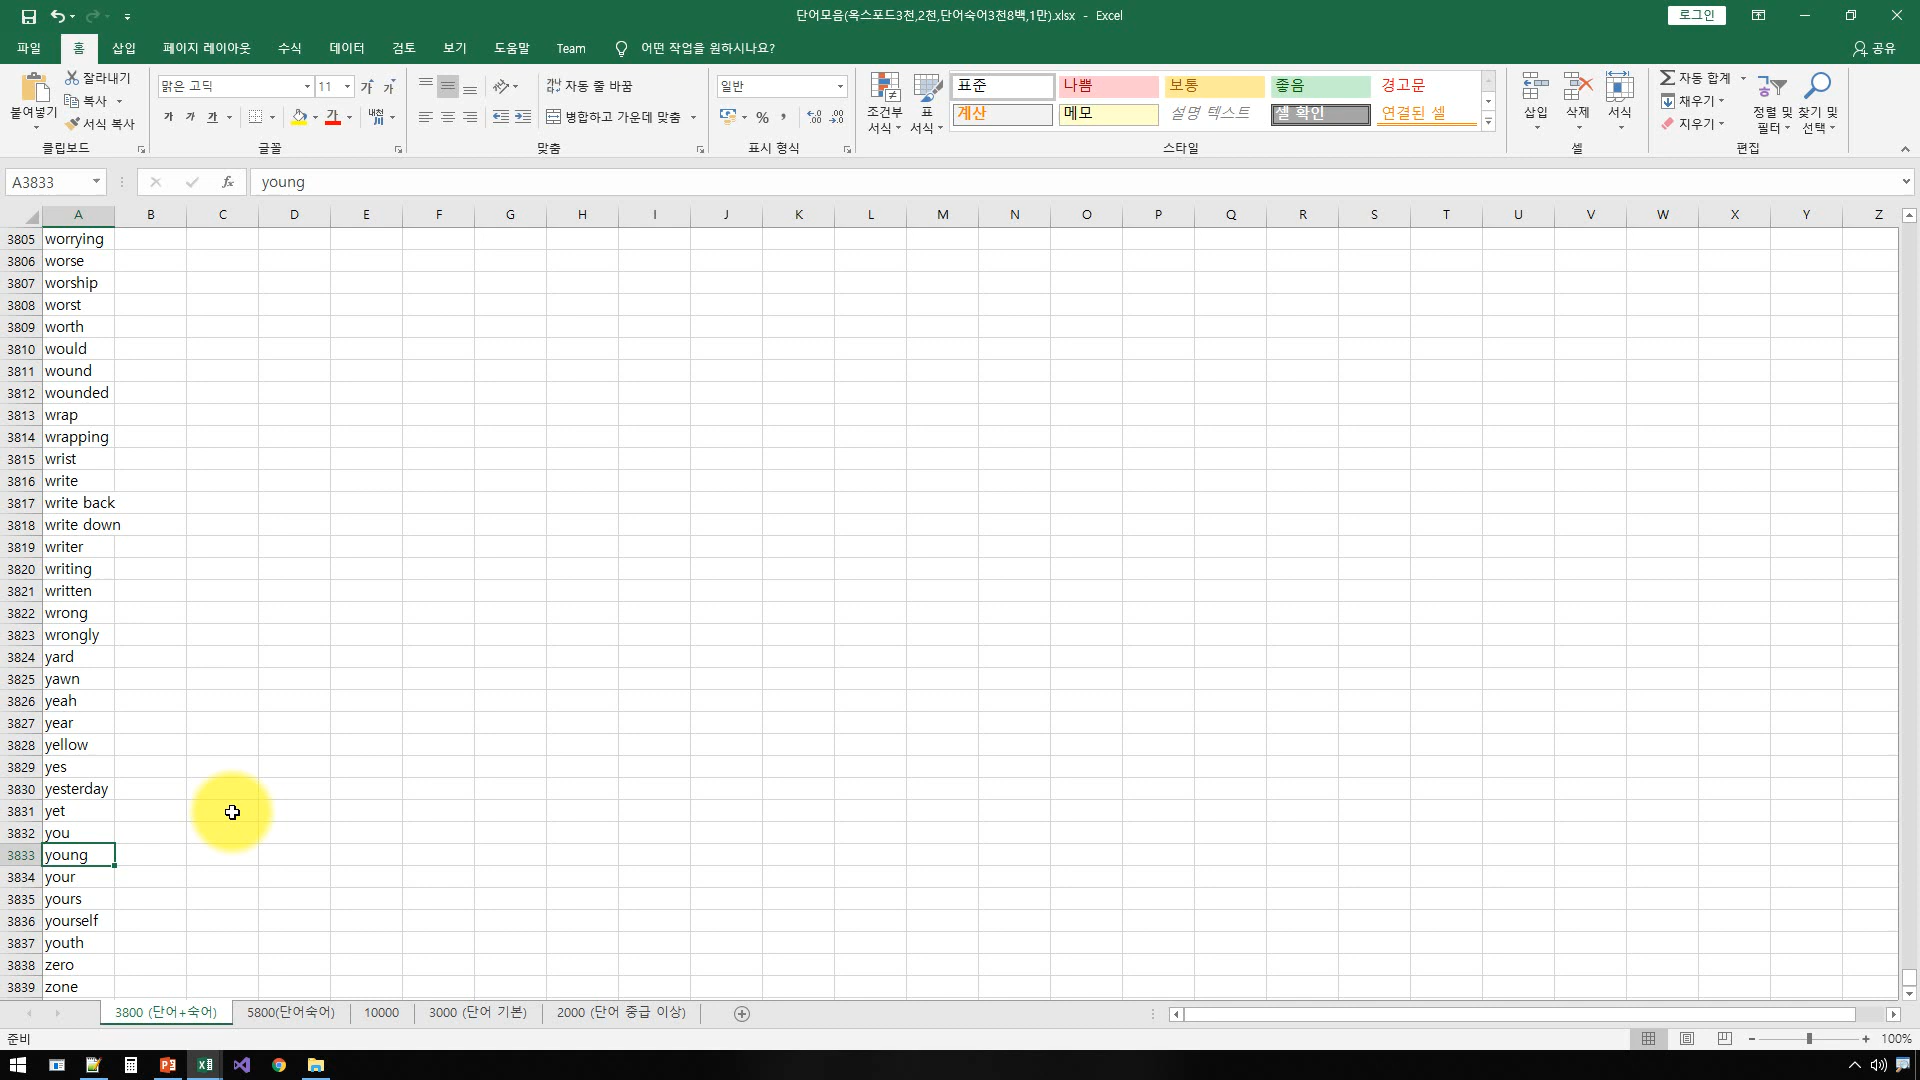 단어모음(옥스포드3천,2천,단어숙어3천8백,1만).xlsx - Excel
로그인
파일 홈 삽입 페이지 레이아웃 수식 데이터 검토 보기 도움말 Team 어떤 작업을 원하시나요? 공유
붙여넣기
잘라내기
복사
서식 복사
클립보드
맑은 고딕 11
가 가
가 가 가 가 내천
글꼴
자동 줄 바꿈
병합하고 가운데 맞춤
맞춤
일반
% ,
표시 형식
조건부 서식
표 서식
표준 나쁨 보통 좋음 경고문
계산 메모 설명 텍스트 셀 확인 연결된 셀
스타일
삽입 삭제 서식
셀
자동 합계
채우기
지우기
정렬 및 필터
찾기 및 선택
편집
A3833 fx young
A B C D E F G H I J K L M N O P Q R S T U V W X Y Z
3805 worrying
3806 worse
3807 worship
3808 worst
3809 worth
3810 would
3811 wound
3812 wounded
3813 wrap
3814 wrapping
3815 wrist
3816 write
3817 write back
3818 write down
3819 writer
3820 writing
3821 written
3822 wrong
3823 wrongly
3824 yard
3825 yawn
3826 yeah
3827 year
3828 yellow
3829 yes
3830 yesterday
3831 yet
3832 you
3833 young
3834 your
3835 yours
3836 yourself
3837 youth
3838 zero
3839 zone
3800 (단어+숙어) 5800(단어숙어) 10000 3000 (단어 기본) 2000 (단어 중급 이상)
준비 100%